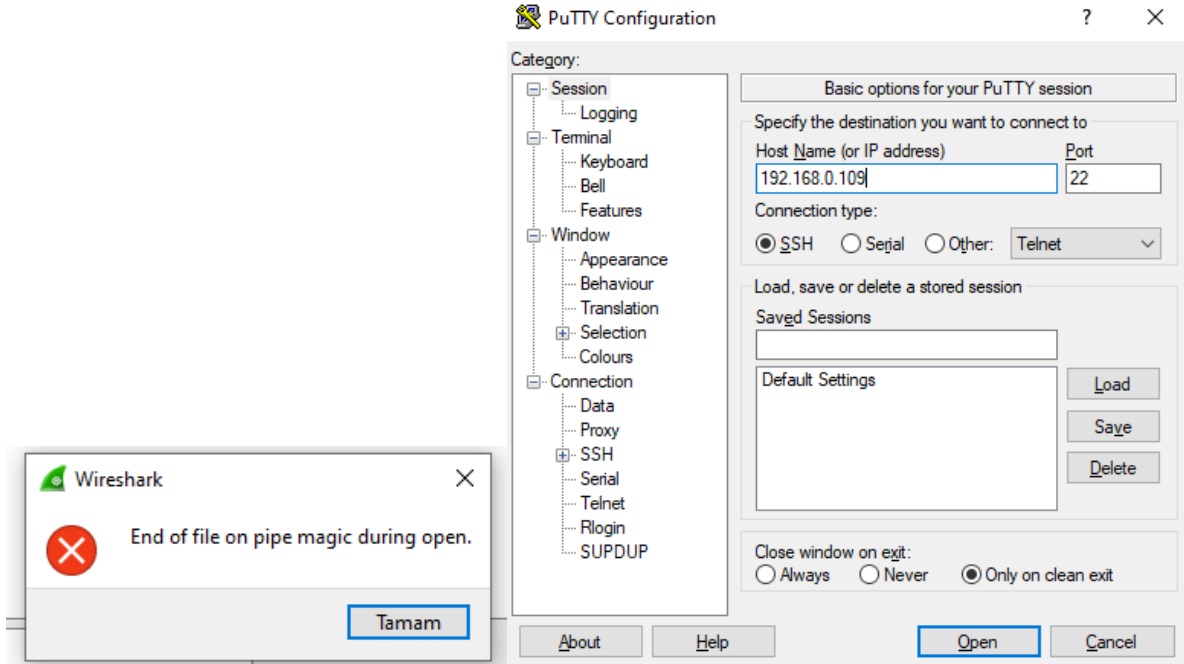 PuTTY Configuration
?
Category:
Session
Logging
Terminal
Keyboard
Bell
Features
Window
Appearance
Behaviour
Translation
Selection
Colours
Connection
Data
Proxy
SSH
Serial
Telnet
Rlogin
SUPDUP
Basic options for your PuTTY session
Specify the destination you want to connect to
Host Name (or IP address) Port
192.168.0.109 22
Connection type:
SSH Serial Other: Telnet
Load, save or delete a stored session
Saved Sessions
Default Settings
Load
Save
Delete
Close window on exit:
Always Never Only on clean exit
About Help Open Cancel
Wireshark
End of file on pipe magic during open.
Tamam